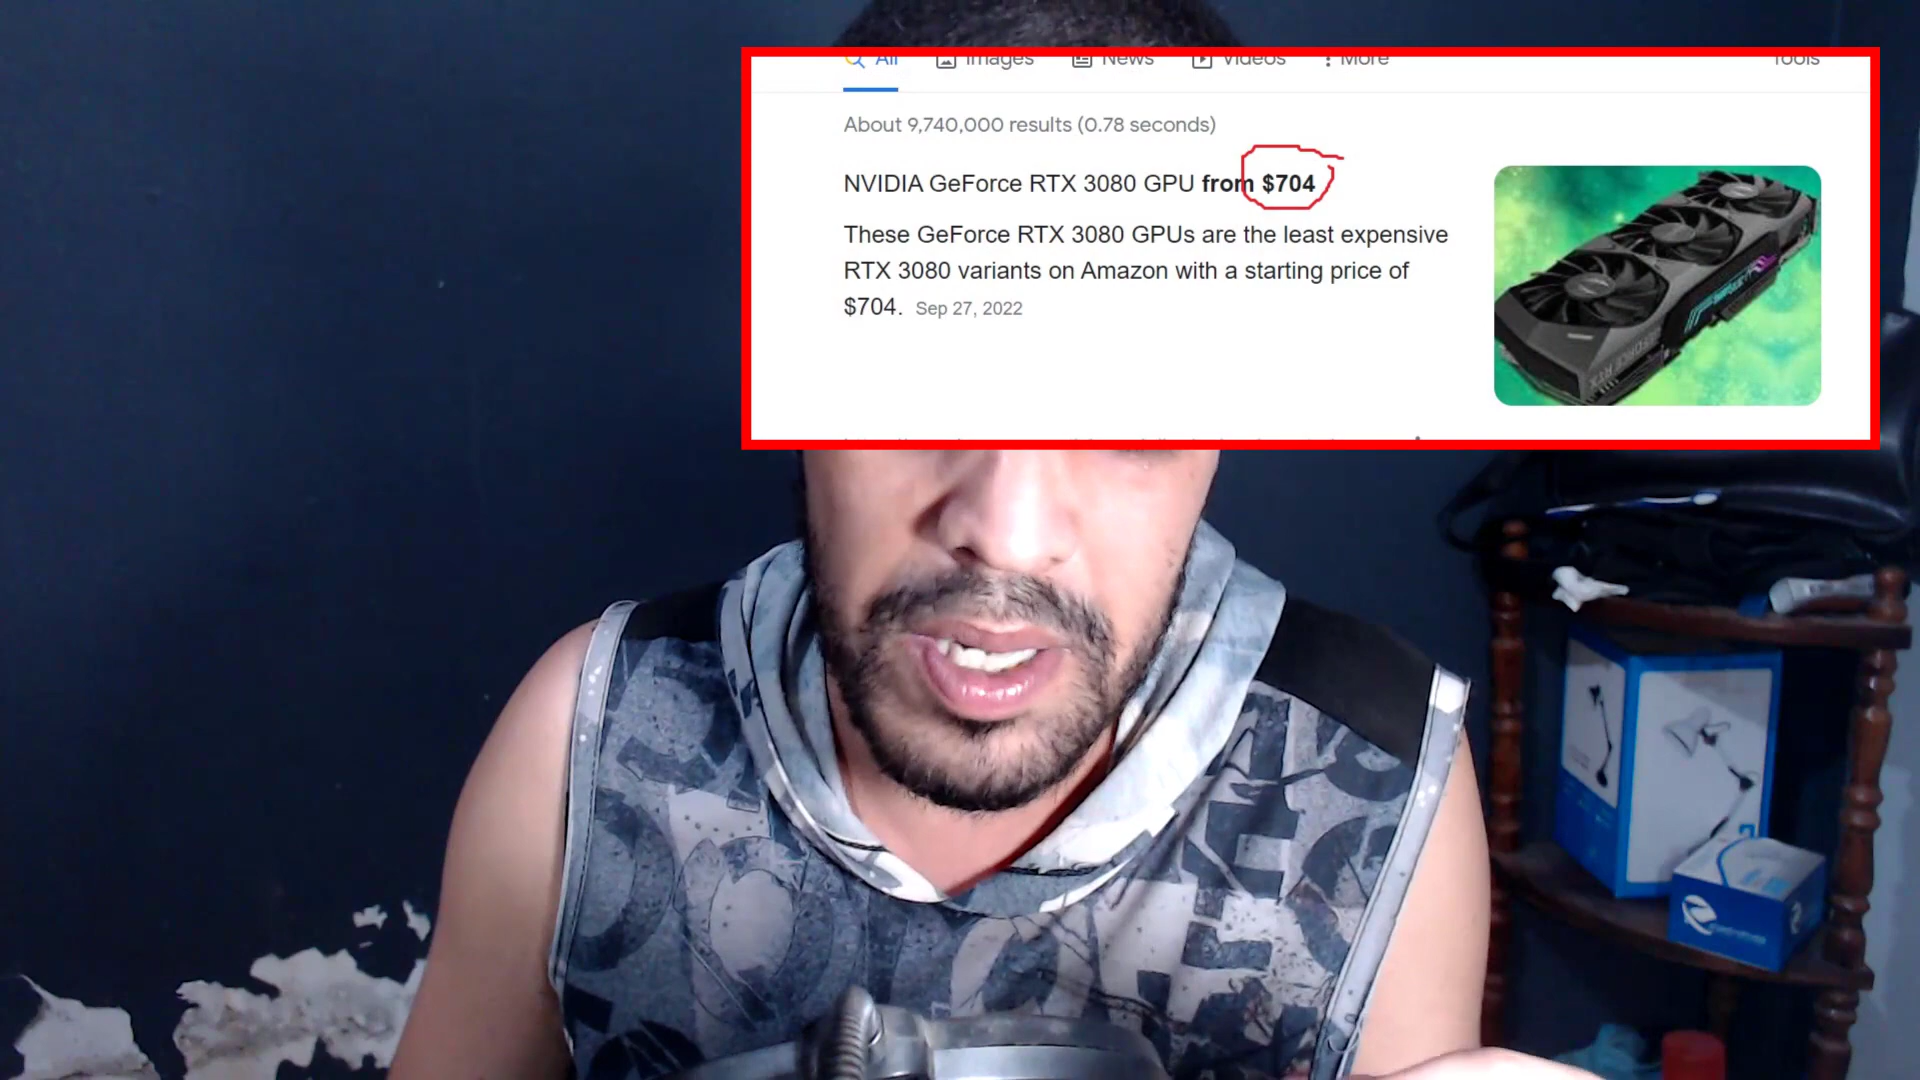 All Images News Videos More Tools
About 9,740,000 results (0.78 seconds)
NVIDIA GeForce RTX 3080 GPU from $704
These GeForce RTX 3080 GPUs are the least expensive
RTX 3080 variants on Amazon with a starting price of
$704. Sep 27, 2022